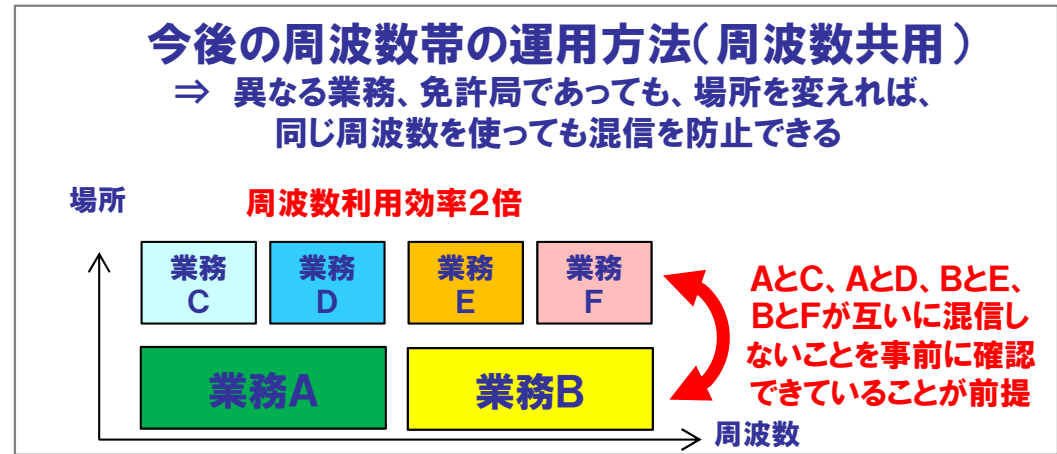 今後の周波数帯の運用方法(周波数共用)
⇒ 異なる業務、免許局であっても、場所を変えれば、
同じ周波数を使っても混信を防止できる
場所
周波数利用効率2倍
業務
C
業務
D
業務
E
業務
F
業務A
業務B
AとC、AとD、BとE、
BとFが互いに混信し
ないことを事前に確認
できていることが前提
周波数